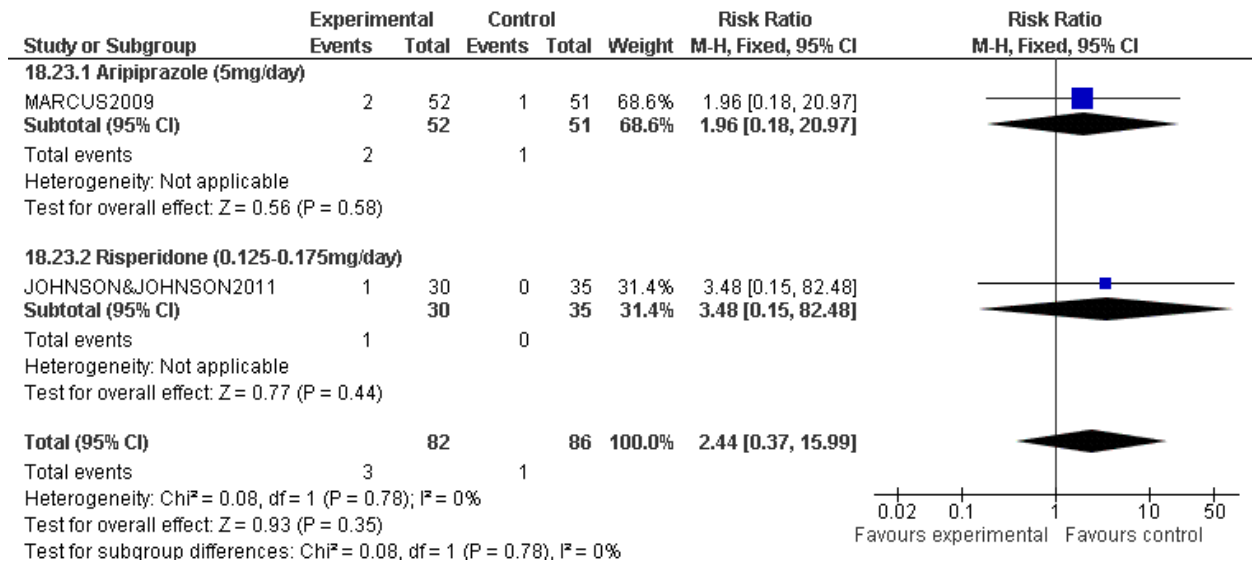 Experimental Control Risk Ratio Risk Ratio
Study or Subgroup Events Total Events Total Weight M-H, Fixed, 95% CI M-H, Fixed, 95% CI
18.23.1 Aripiprazole (5mg/day)
MARCUS2009 2 52 1 51 68.6% 1.96 [0.18, 20.97]
Subtotal (95% CI) 52 51 68.6% 1.96 [0.18, 20.97]
Total events 2 1
Heterogeneity: Not applicable
Test for overall effect: Z = 0.56 (P = 0.58)
18.23.2 Risperidone (0.125-0.175mg/day)
JOHNSON&JOHNSON2011 1 30 0 35 31.4% 3.48 [0.15, 82.48]
Subtotal (95% CI) 30 35 31.4% 3.48 [0.15, 82.48]
Total events 1 0
Heterogeneity: Not applicable
Test for overall effect: Z = 0.77 (P = 0.44)
Total (95% CI) 82 86 100.0% 2.44 [0.37, 15.99]
Total events 3 1
Heterogeneity: Chi² = 0.08, df = 1 (P = 0.78); I² = 0%
Test for overall effect: Z = 0.93 (P = 0.35)
Test for subgroup differences: Chi² = 0.08, df = 1 (P = 0.78), I² = 0%
0.02 0.1 1 10 50
Favours experimental Favours control